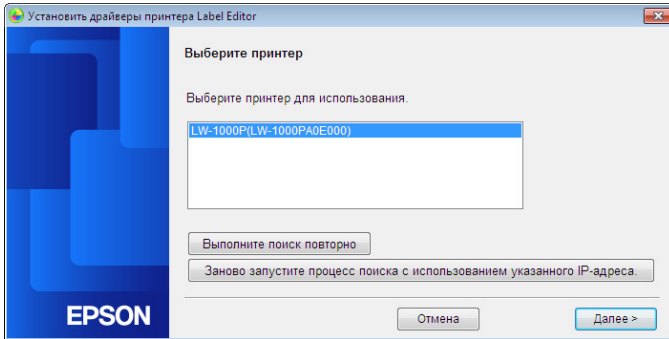 Установить драйверы принтера Label Editor
Выберите принтер
Выберите принтер для использования.
LW-1000P(LW-1000PA0E000)
Выполните поиск повторно
Заново запустите процесс поиска с использованием указанного IP-адреса.
EPSON
Отмена
Далее >